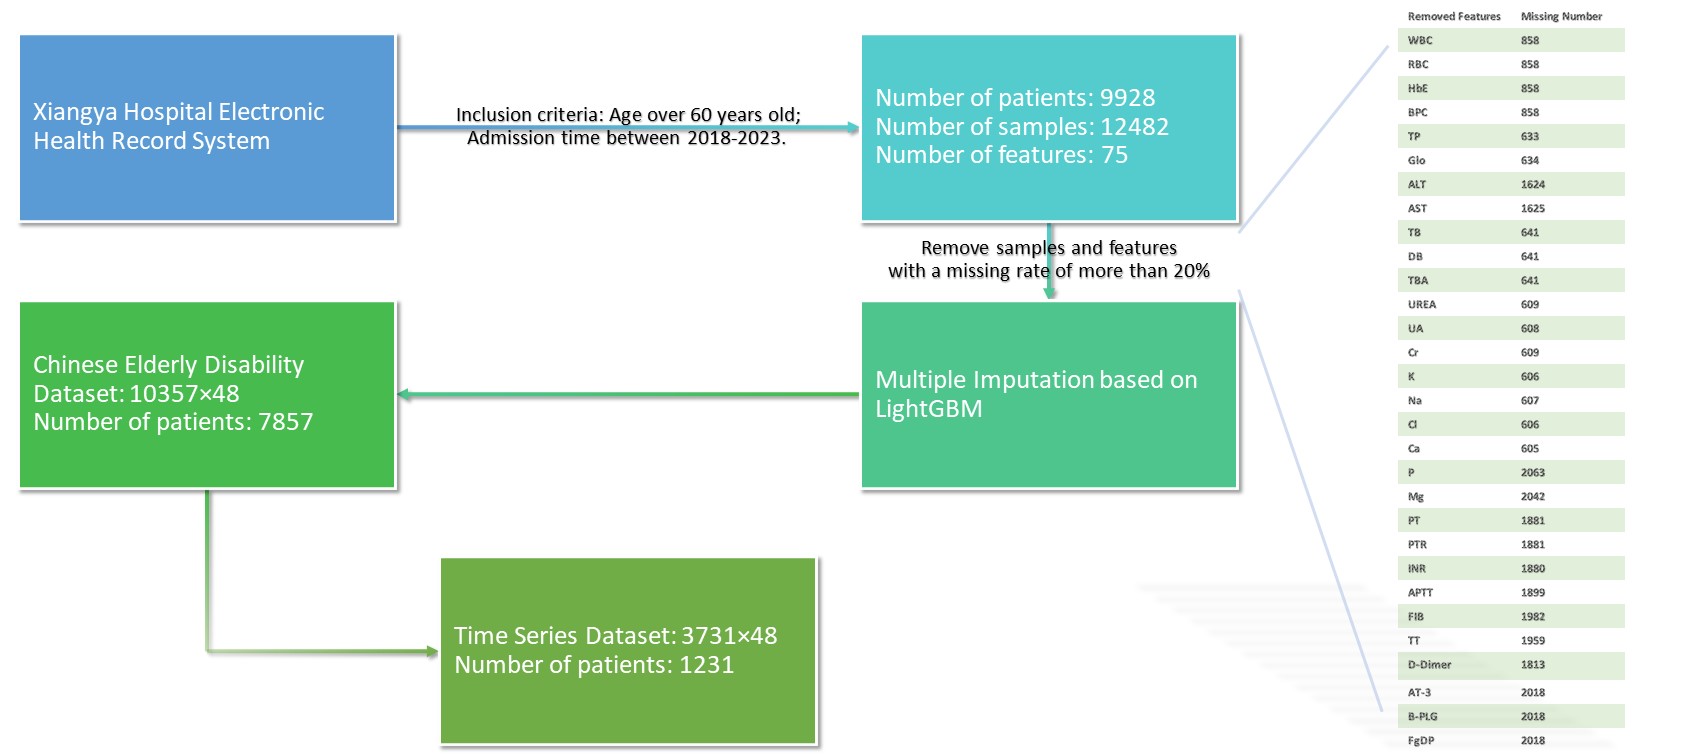 Xiangya Hospital Electronic
Health Record System
Inclusion criteria: Age over 60 years old;
Admission time between 2018-2023.
Number of patients: 9928
Number of samples: 12482
Number of features: 75
Remove samples and features
with a missing rate of more than 20%
Multiple Imputation based on
LightGBM
Chinese Elderly Disability
Dataset: 10357×48
Number of patients: 7857
Time Series Dataset: 3731×48
Number of patients: 1231
Removed Features Missing Number
WBC 858
RBC 858
HbE 858
BPC 858
TP 633
Glo 634
ALT 1624
AST 1625
TB 641
DB 641
TBA 641
UREA 609
UA 608
Cr 609
K 606
Na 607
Cl 606
Ca 605
P 2063
Mg 2042
PT 1881
PTR 1881
INR 1880
APTT 1899
FIB 1982
TT 1959
D-Dimer 1813
AT-3 2018
B-PLG 2018
FgDP 2018